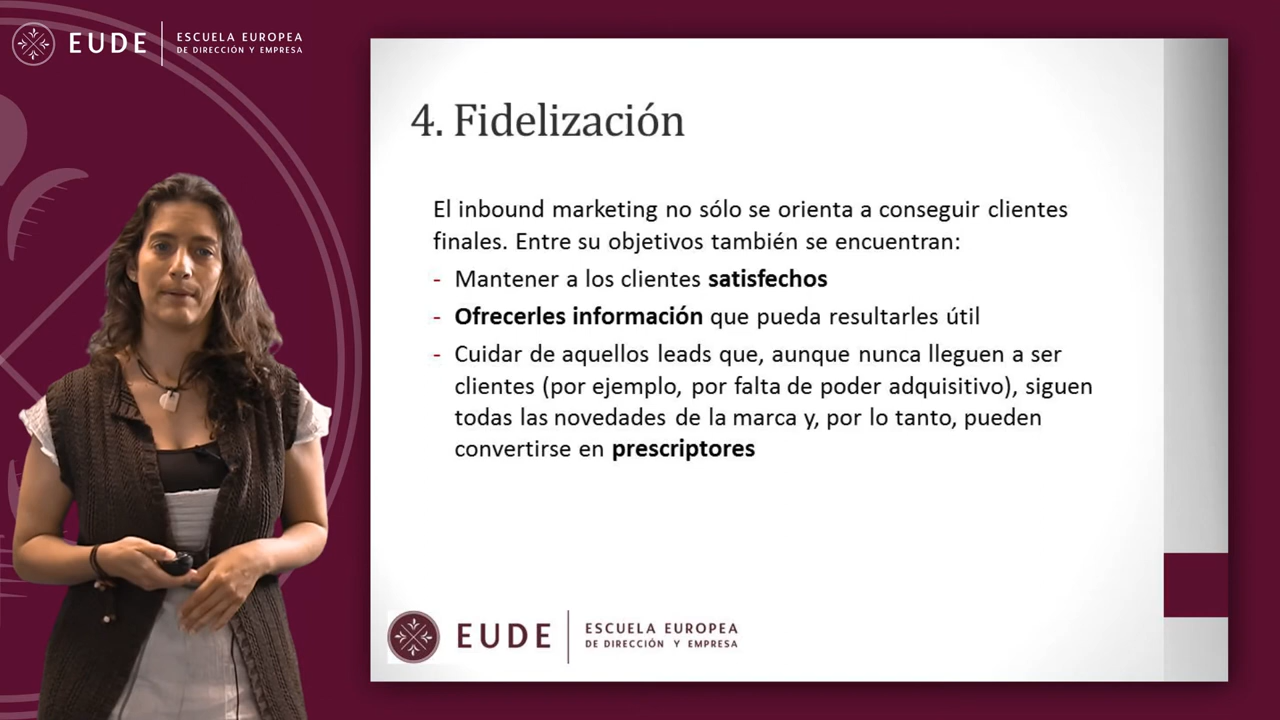 EUDE
ESCUELA EUROPEA
DE DIRECCIÓN Y EMPRESA
4. Fidelización
El inbound marketing no sólo se orienta a conseguir clientes
finales. Entre su objetivos también se encuentran:
- Mantener a los clientes satisfechos
- Ofrecerles información que pueda resultarles útil
- Cuidar de aquellos leads que, aunque nunca lleguen a ser
clientes (por ejemplo, por falta de poder adquisitivo), siguen
todas las novedades de la marca y, por lo tanto, pueden
convertirse en prescriptores
EUDE
ESCUELA EUROPEA
DE DIRECCIÓN Y EMPRESA